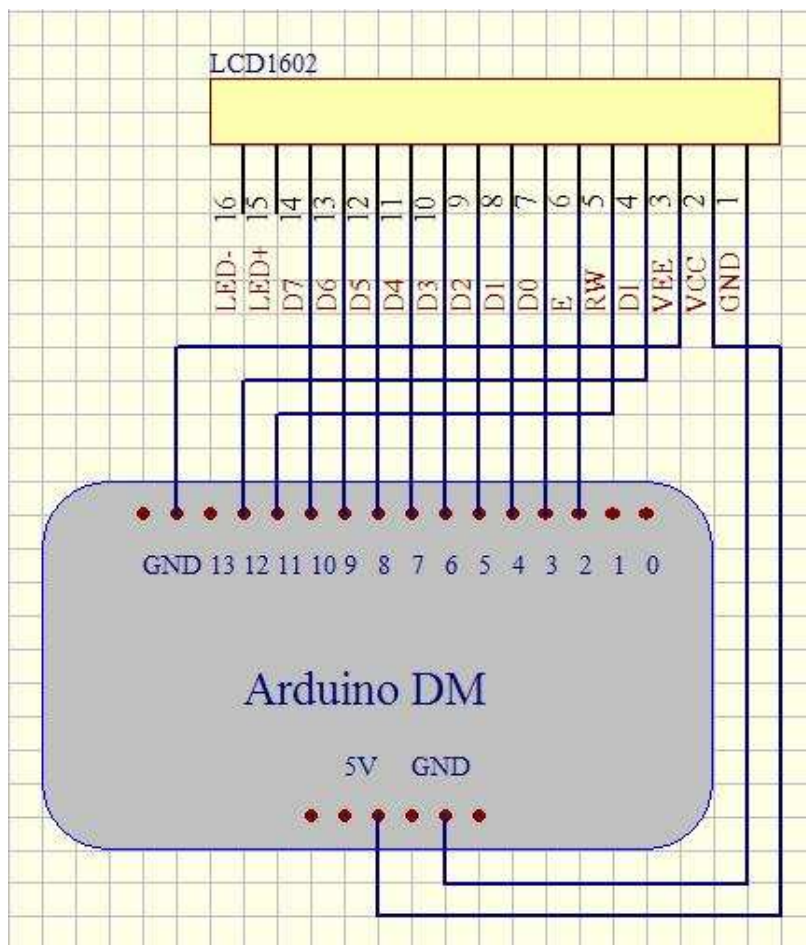 LCD1602
16 15 14 13 12 11 10 9 8 7 6 5 4 3 2 1
LED- LED+ D7 D6 D5 D4 D3 D2 D1 D0 E RW DI VEE VCC GND
GND 13 12 11 10 9 8 7 6 5 4 3 2 1 0
Arduino DM
5V GND